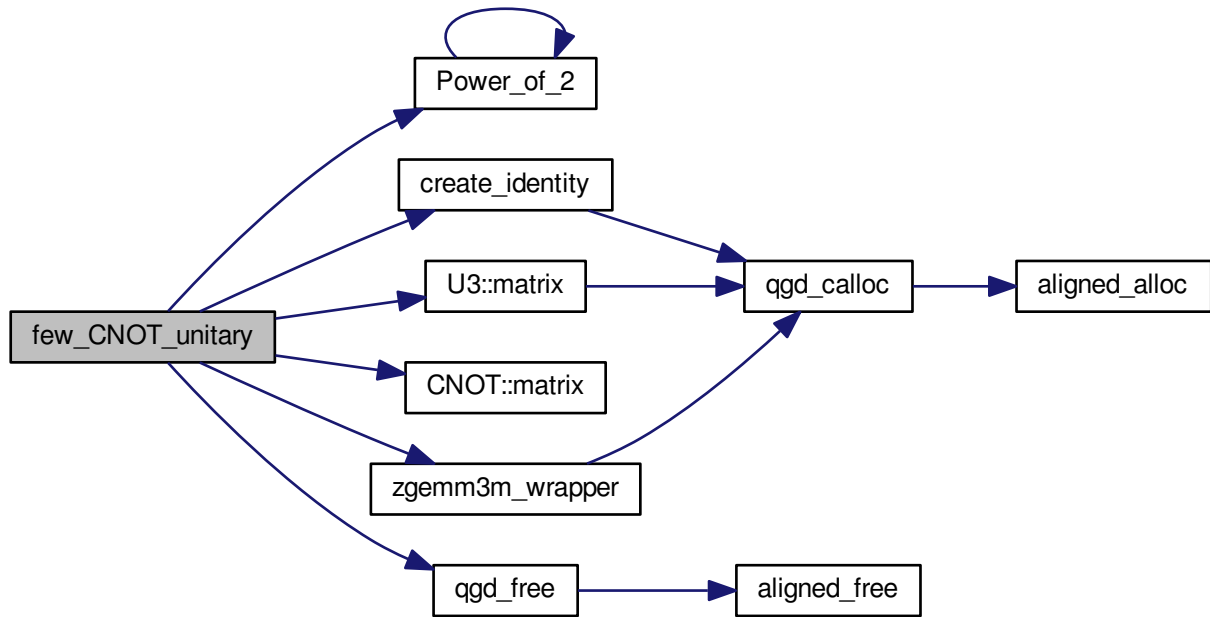 Power_of_2
create_identity
U3::matrix
qgd_calloc
aligned_alloc
few_CNOT_unitary
CNOT::matrix
zgemm3m_wrapper
qgd_free
aligned_free